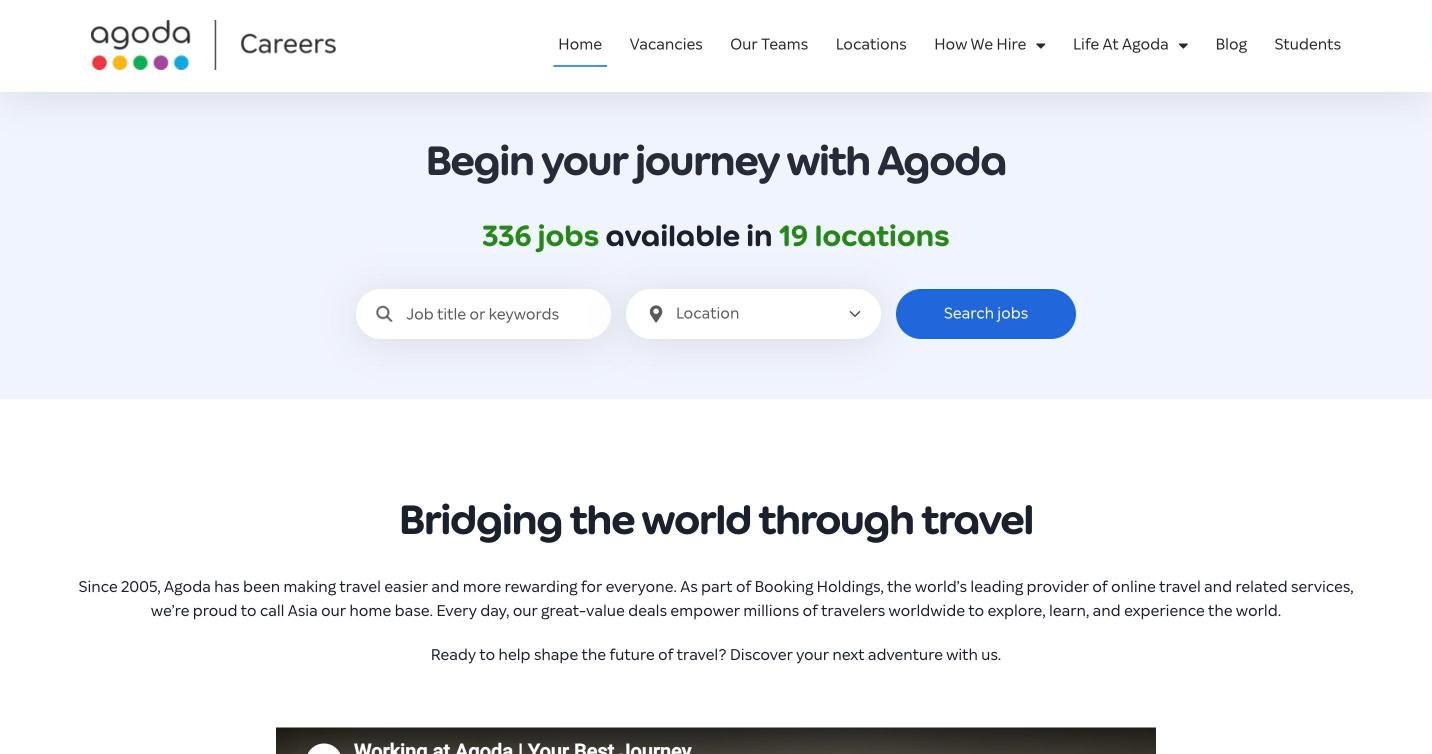 agoda
Careers
Home
Vacancies
Our Teams
Locations
How We Hire
Life At Agoda
Blog
Students
Begin your journey with Agoda
336 jobs available in 19 locations
Job title or keywords
Location
Search jobs
Bridging the world through travel
Since 2005, Agoda has been making travel easier and more rewarding for everyone. As part of Booking Holdings, the world’s leading provider of online travel and related services,
we’re proud to call Asia our home base. Every day, our great-value deals empower millions of travelers worldwide to explore, learn, and experience the world.
Ready to help shape the future of travel? Discover your next adventure with us.
Working at Agoda | Your Best Journey